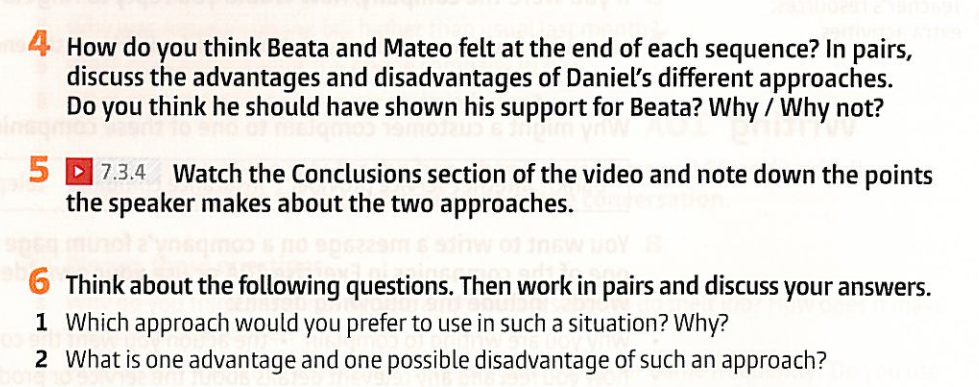 4 How do you think Beata and Mateo felt at the end of each sequence? In pairs,
discuss the advantages and disadvantages of Daniel's different approaches.
Do you think he should have shown his support for Beata? Why / Why not?
5 7.3.4 Watch the Conclusions section of the video and note down the points
the speaker makes about the two approaches.
6 Think about the following questions. Then work in pairs and discuss your answers.
1 Which approach would you prefer to use in such a situation? Why?
2 What is one advantage and one possible disadvantage of such an approach?